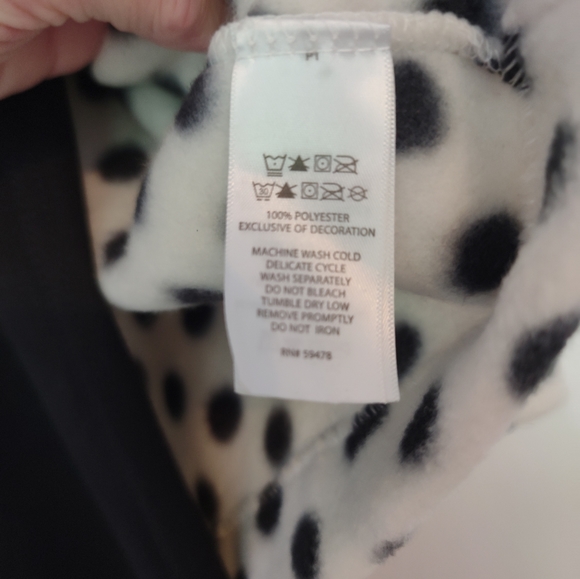 M
30
100% POLYESTER
EXCLUSIVE OF DECORATION
MACHINE WASH COLD
DELICATE CYCLE
WASH SEPARATELY
DO NOT BLEACH
TUMBLE DRY LOW
REMOVE PROMPTLY
DO NOT IRON
RN# 59478